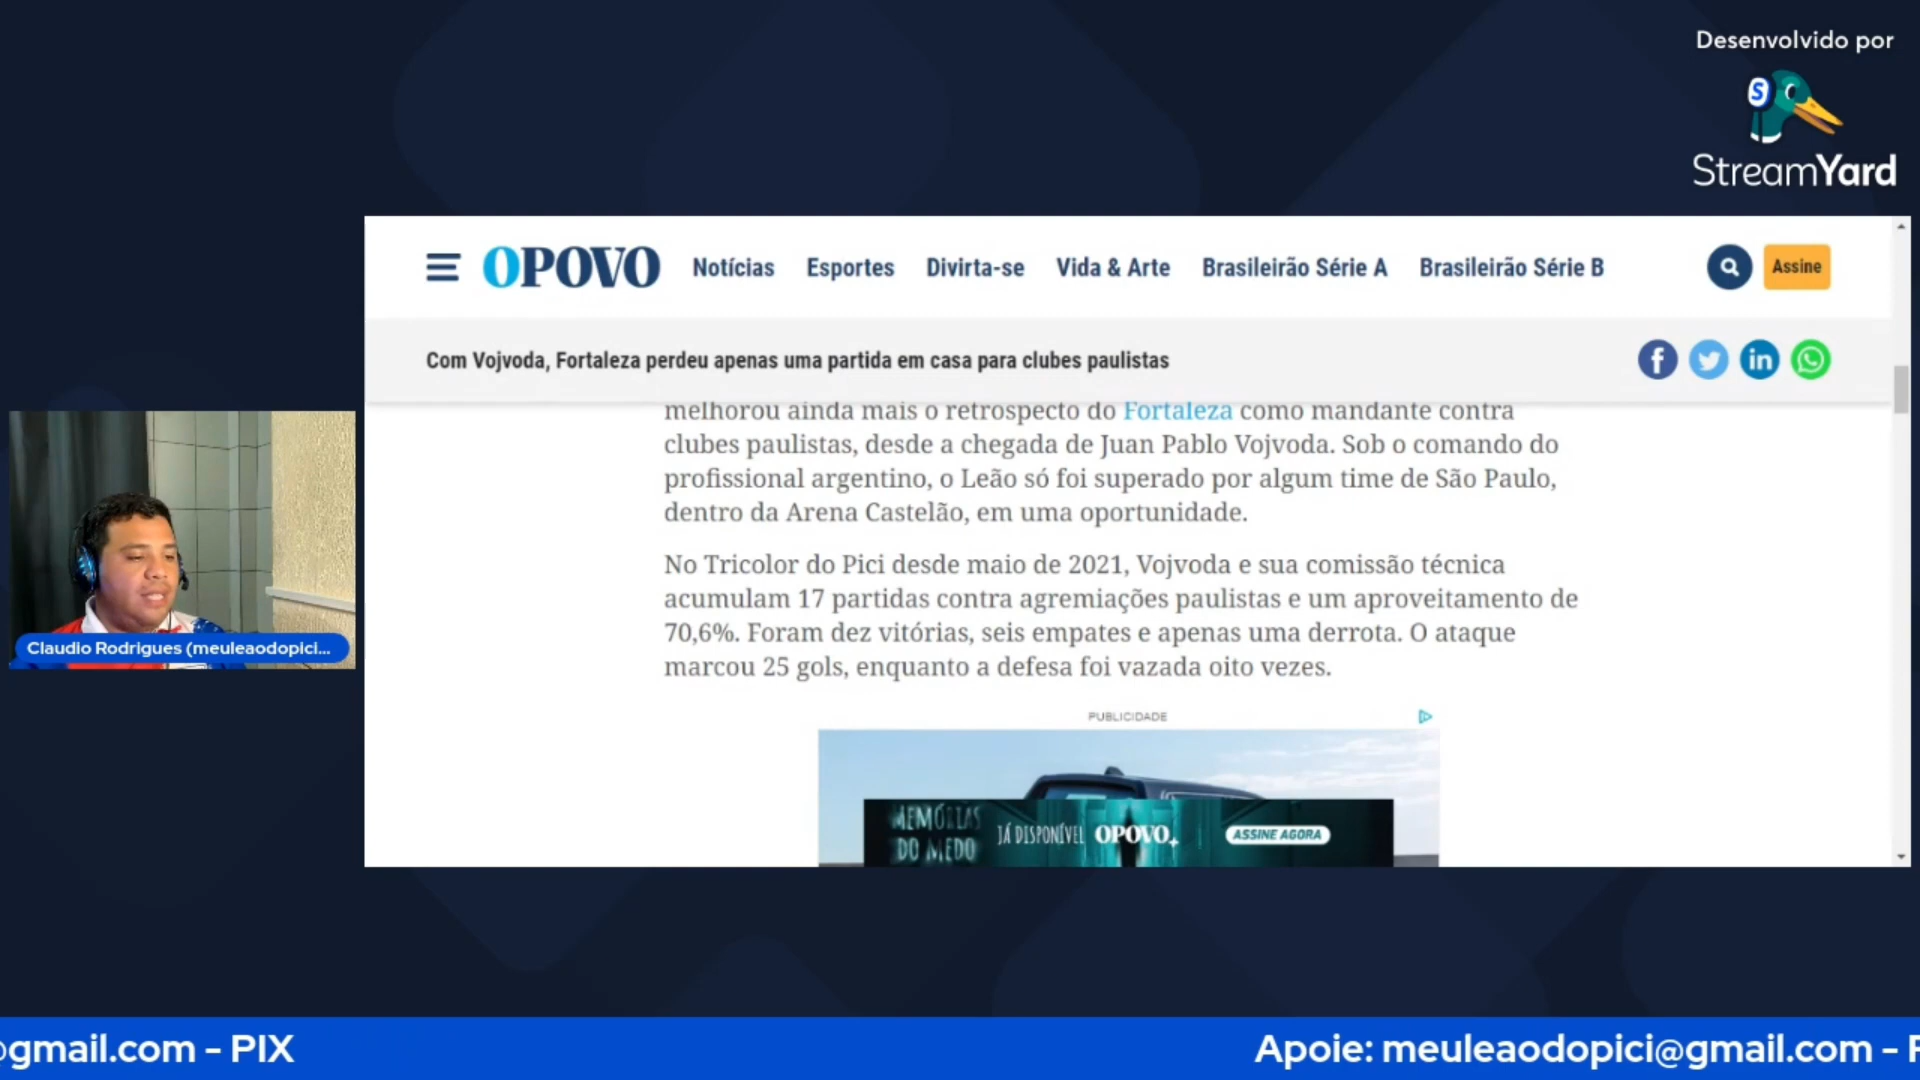 Desenvolvido por
StreamYard
OPOVO Notícias Esportes Divirta-se Vida & Arte Brasileirão Série A Brasileirão Série B Assine
Com Vojvoda, Fortaleza perdeu apenas uma partida em casa para clubes paulistas
melhorou ainda mais o retrospecto do Fortaleza como mandante contra
clubes paulistas, desde a chegada de Juan Pablo Vojvoda. Sob o comando do
profissional argentino, o Leão só foi superado por algum time de São Paulo,
dentro da Arena Castelão, em uma oportunidade.
No Tricolor do Pici desde maio de 2021, Vojvoda e sua comissão técnica
acumulam 17 partidas contra agremiações paulistas e um aproveitamento de
70,6%. Foram dez vitórias, seis empates e apenas uma derrota. O ataque
marcou 25 gols, enquanto a defesa foi vazada oito vezes.
PUBLICIDADE
MEMÓRIAS
DO MEDO
JÁ DISPONÍVEL OPOVO+ ASSINE AGORA
Claudio Rodrigues (meuleaodopici...
@gmail.com - PIX
Apoie: meuleaodopici@gmail.com - P